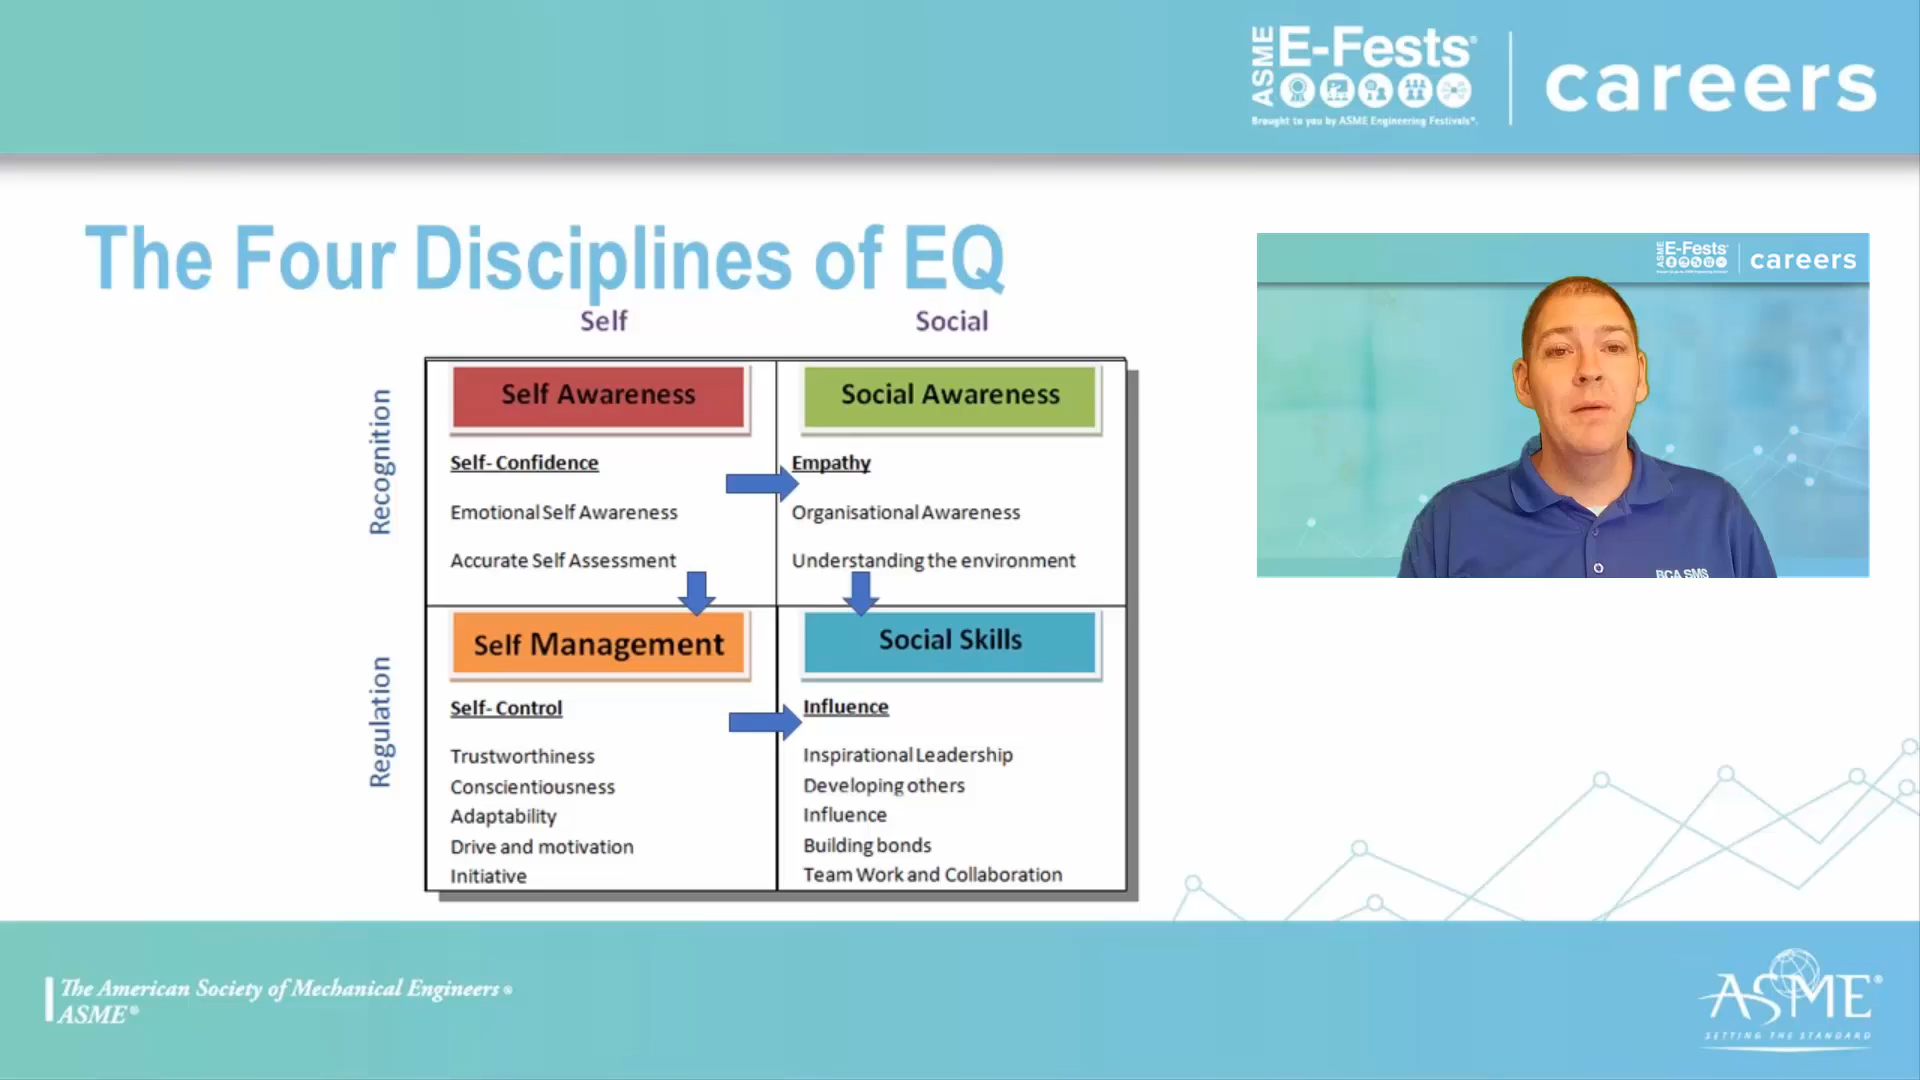 ASME E-Fests®
Brought to you by ASME Engineering Festivals®.
careers
The Four Disciplines of EQ
Self
Social
Recognition
Self Awareness
Self- Confidence
Emotional Self Awareness
Accurate Self Assessment
Social Awareness
Empathy
Organisational Awareness
Understanding the environment
Regulation
Self Management
Self- Control
Trustworthiness
Conscientiousness
Adaptability
Drive and motivation
Initiative
Social Skills
Influence
Inspirational Leadership
Developing others
Influence
Building bonds
Team Work and Collaboration
ASME E-Fests
careers
BCA SMS
The American Society of Mechanical Engineers®
ASME®
ASME®
SETTING THE STANDARD